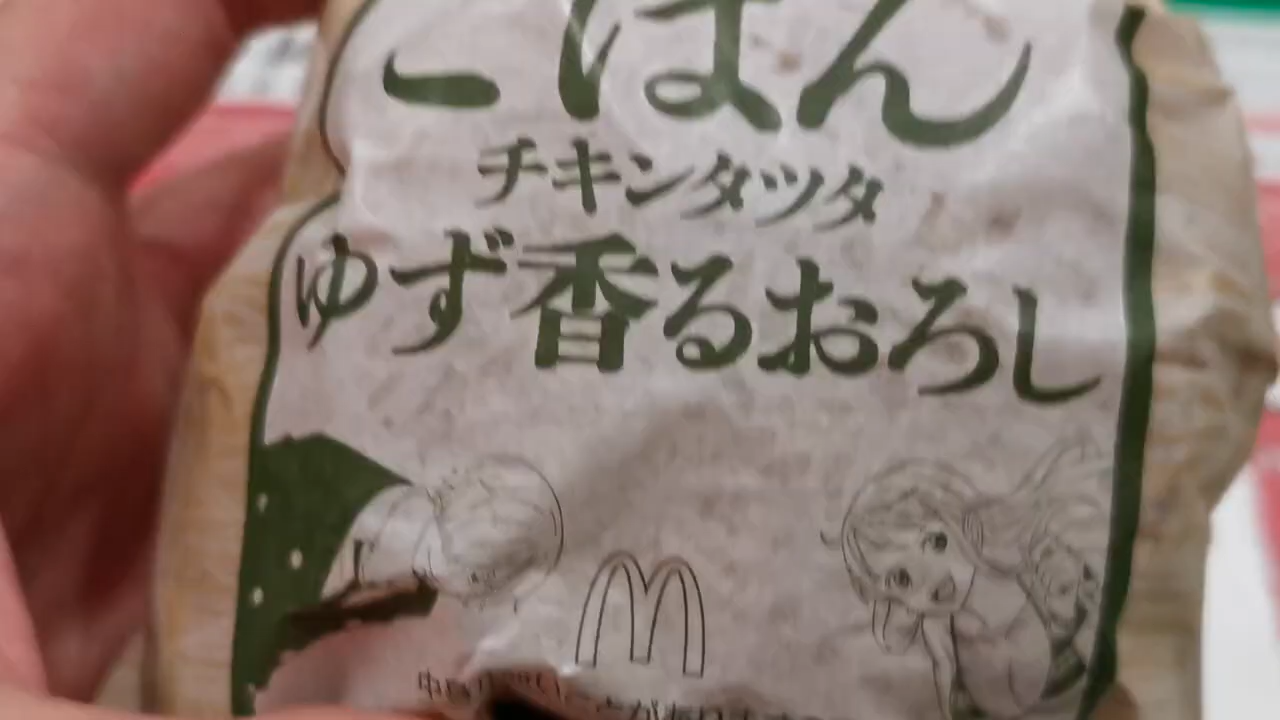 ごはん
チキンタツタ
ゆず香るおろし